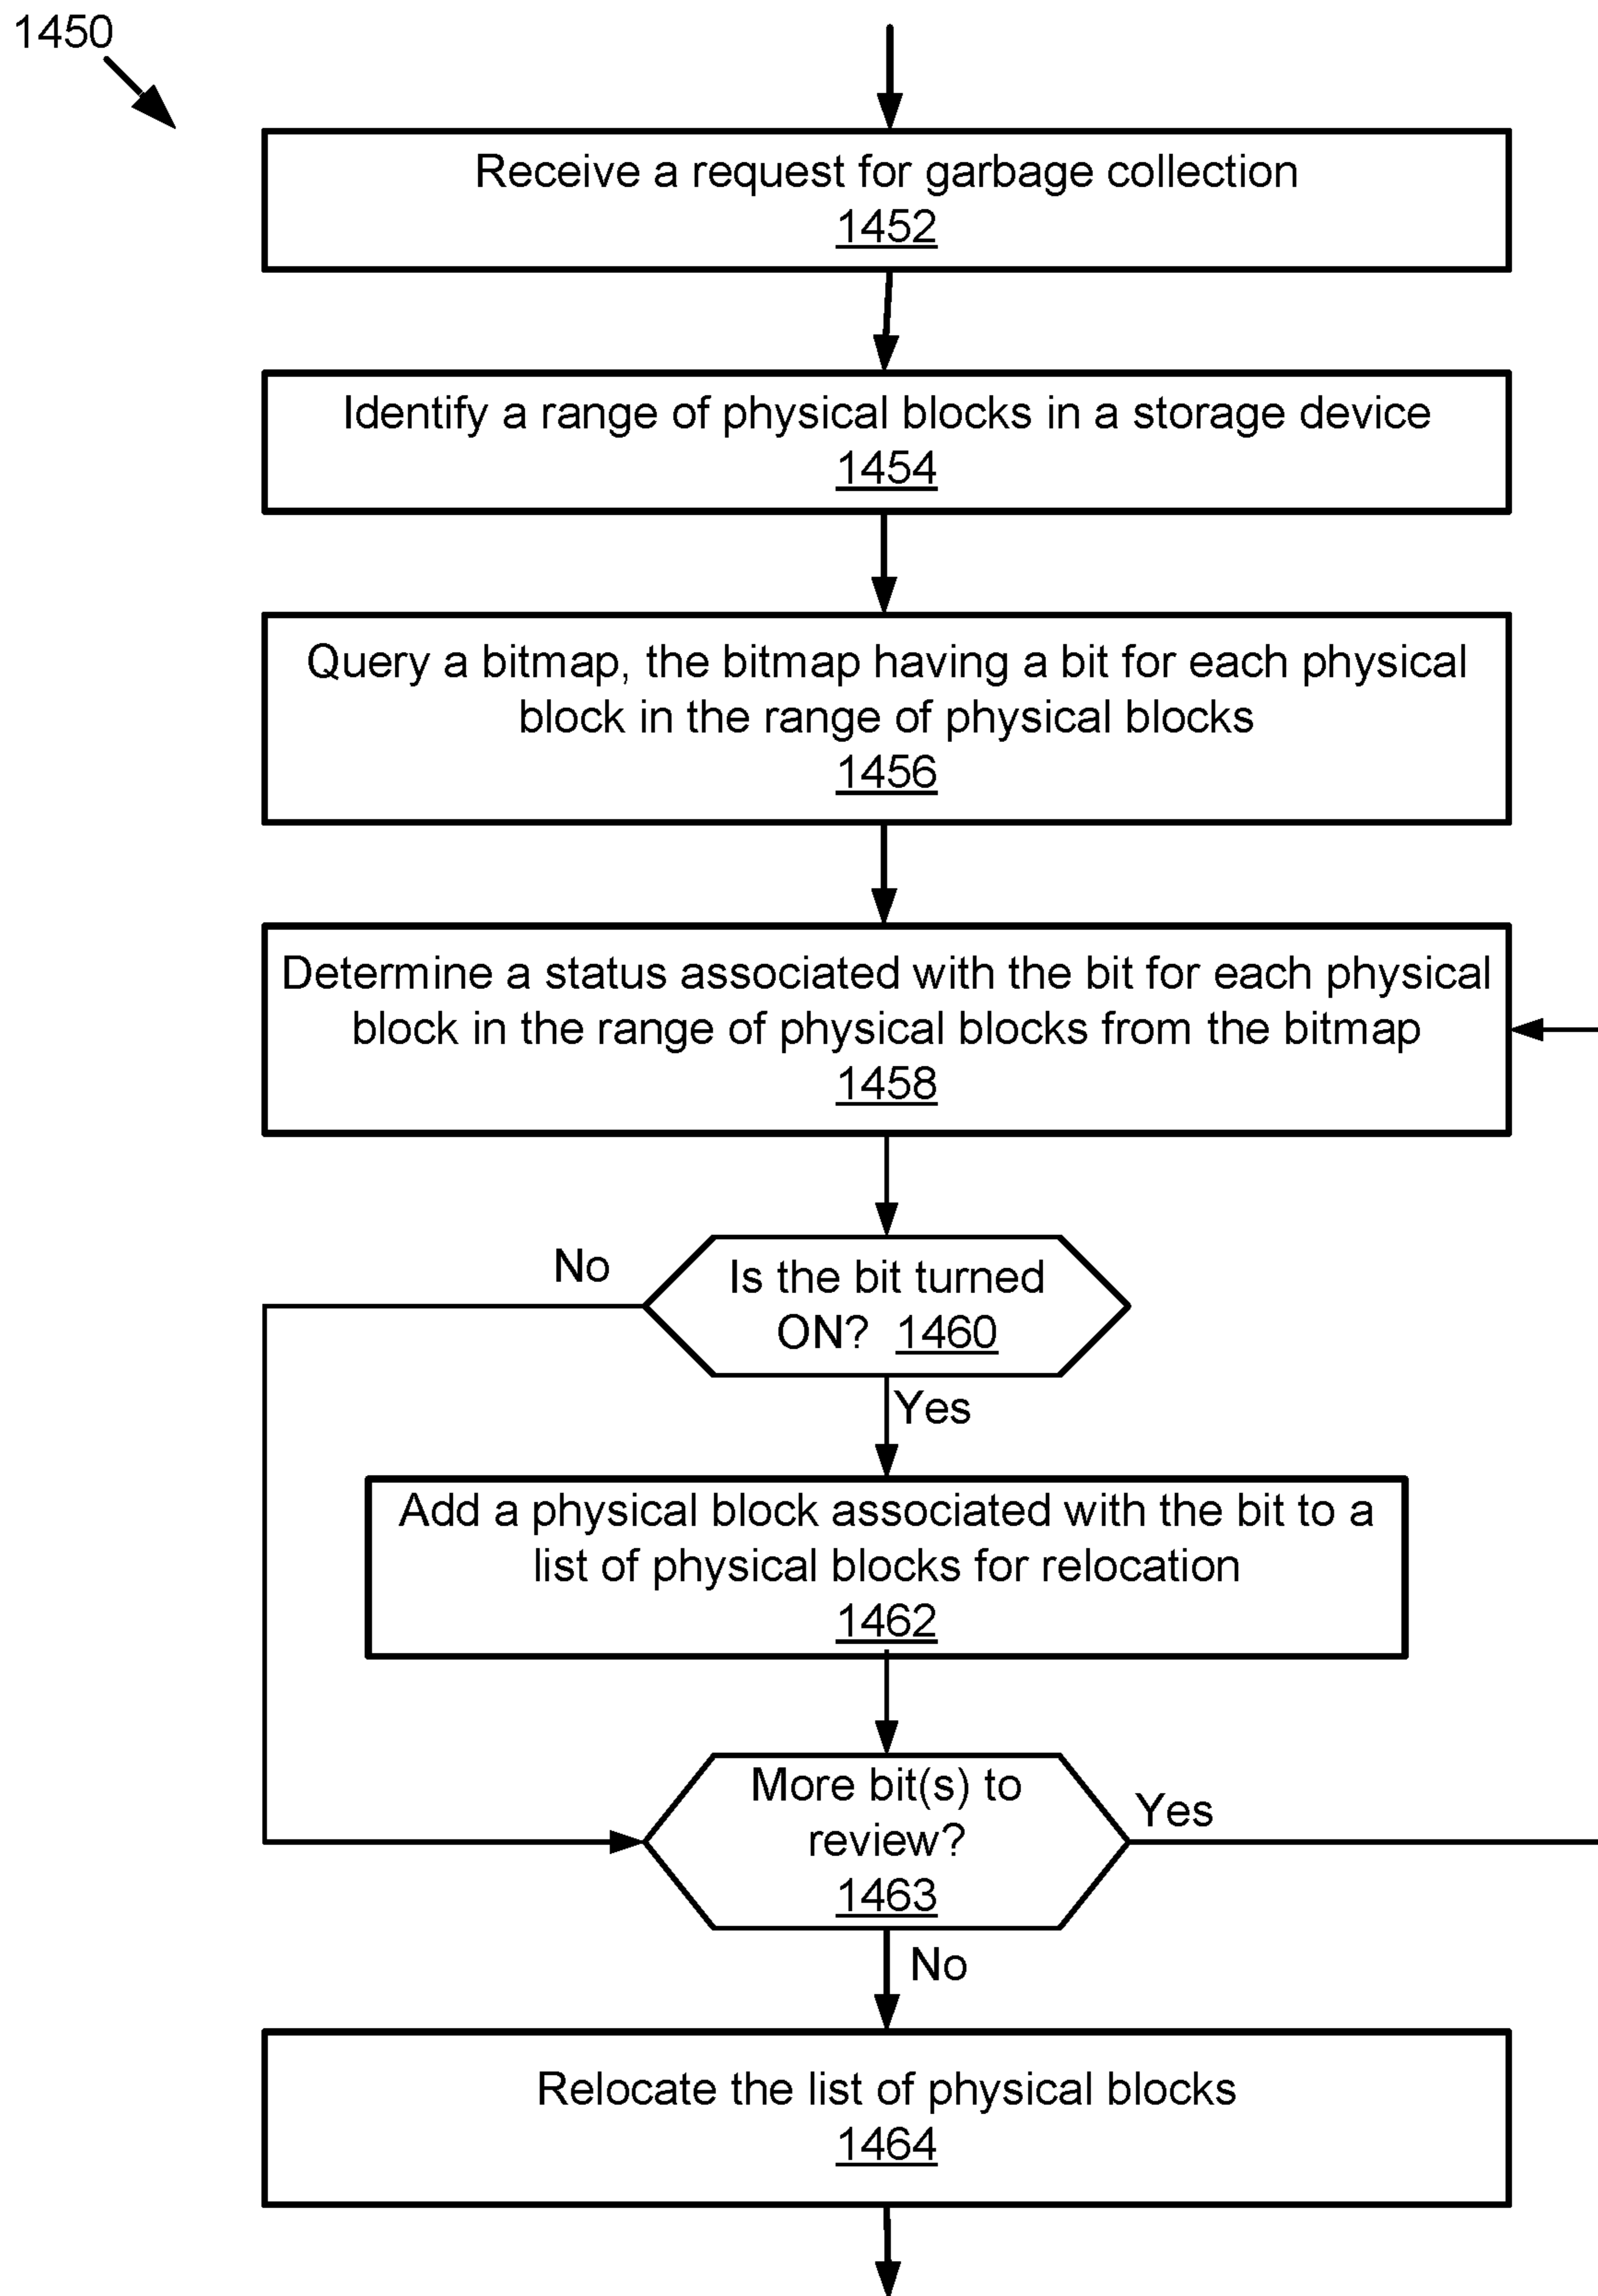 1450
Receive a request for garbage collection
1452
Identify a range of physical blocks in a storage device
1454
Query a bitmap, the bitmap having a bit for each physical
block in the range of physical blocks
1456
Determine a status associated with the bit for each physical
block in the range of physical blocks from the bitmap
1458
No
Is the bit turned
ON? 1460
Yes
Add a physical block associated with the bit to a
list of physical blocks for relocation
1462
More bit(s) to
review?
1463
Yes
No
Relocate the list of physical blocks
1464